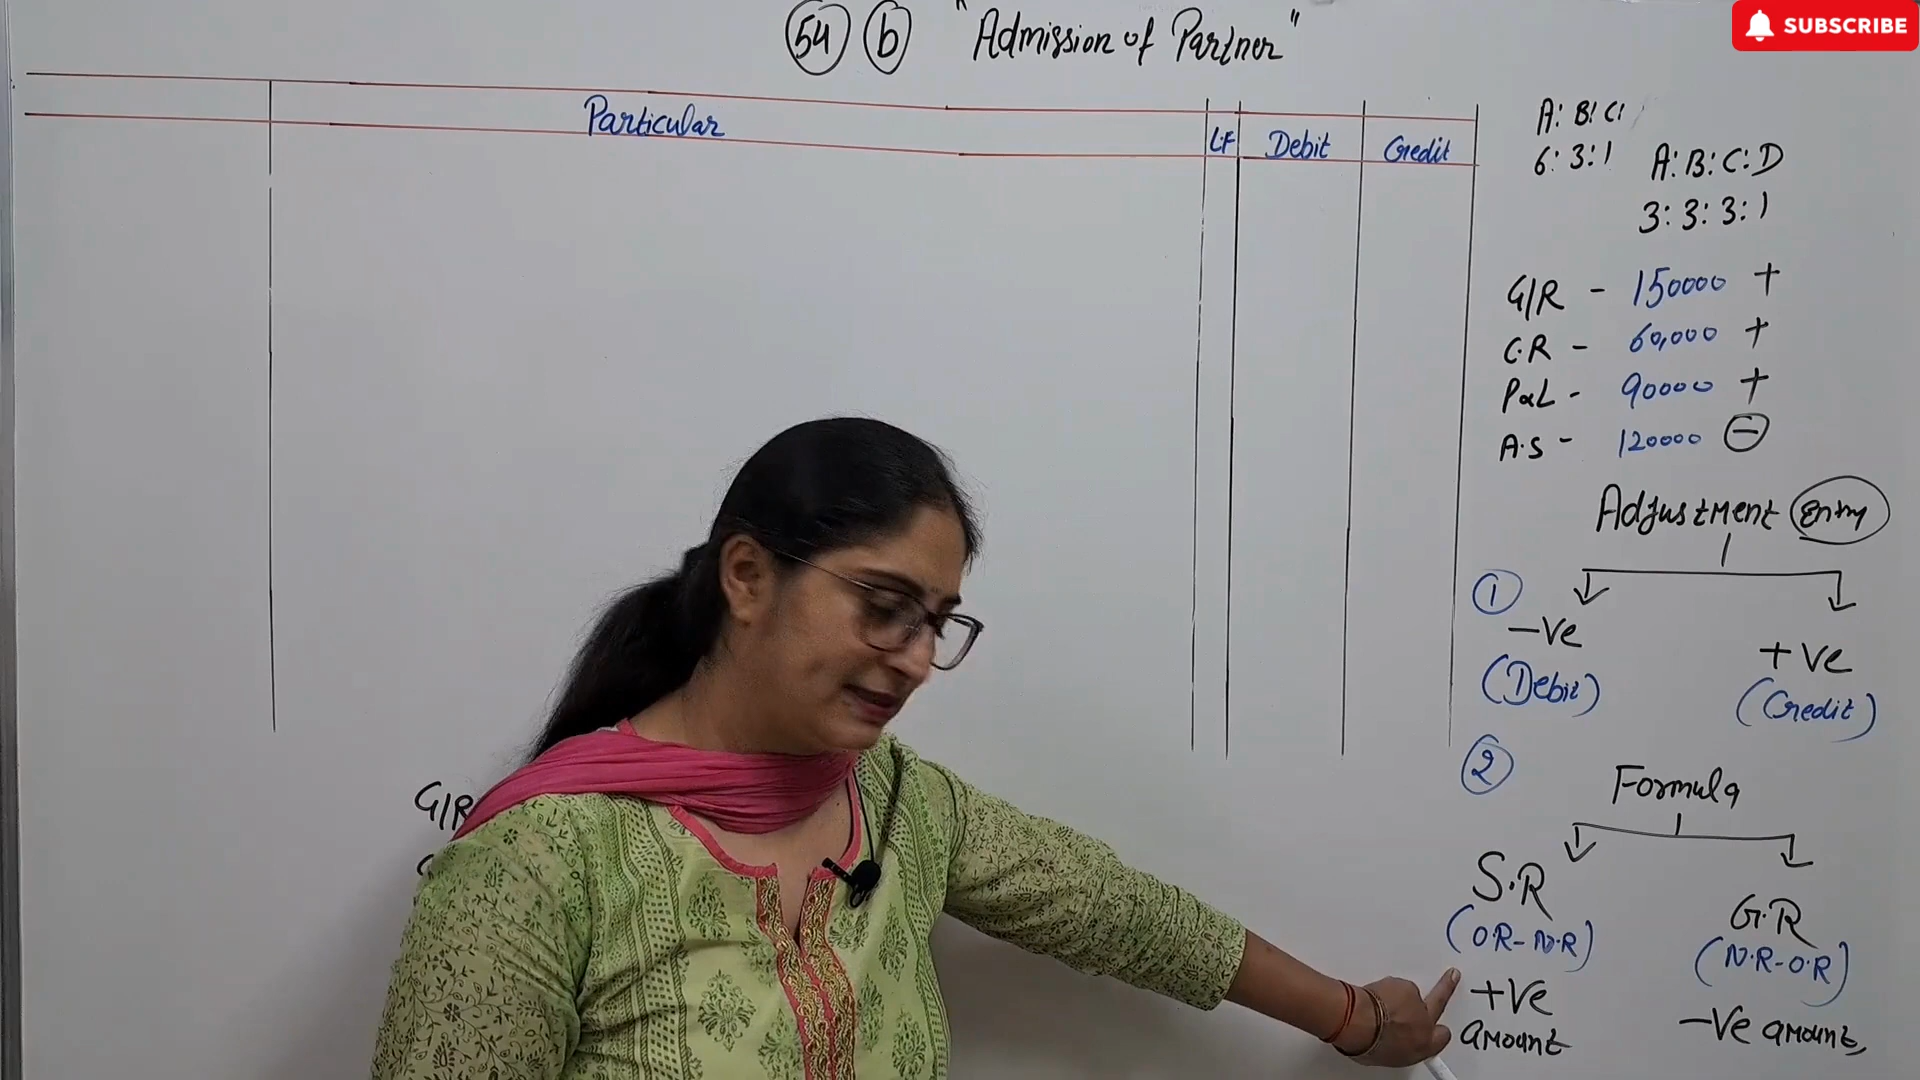 54 b "Admission of Partner"
SUBSCRIBE
Particular
L.F
Debit
Credit
A: B: C:
6: 3: 1
A: B: C: D
3: 3: 3: 1
G/R - 150000 +
C.R - 60,000 +
P&L - 90000 +
A.S - 120000 -
Adjustment Entry
1
-Ve
(Debit)
+Ve
(Credit)
2
Formula
S.R
(O.R-N.R)
+Ve
amount
G.R
(N.R-O.R)
-Ve amount
G/R